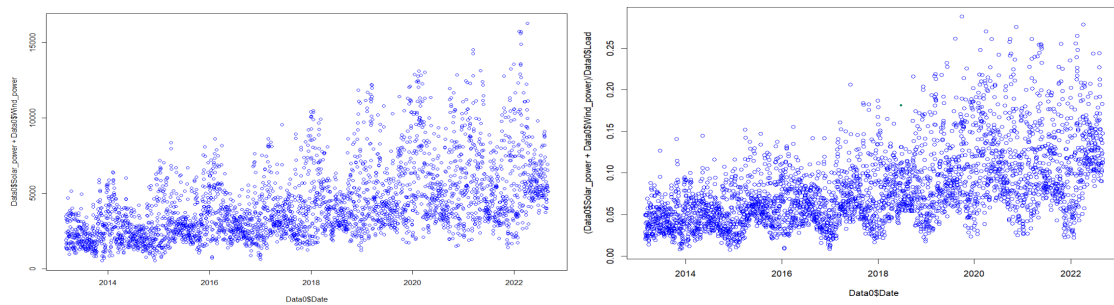 Data0$Solar_power + Data0$Wind_power
15000
10000
5000
0
2014 2016 2018 2020 2022
Data0$Date
(Data0$Solar_power + Data0$Wind_power)/Data0$Load
0.25
0.20
0.15
0.10
0.05
0.00
2014 2016 2018 2020 2022
Data0$Date